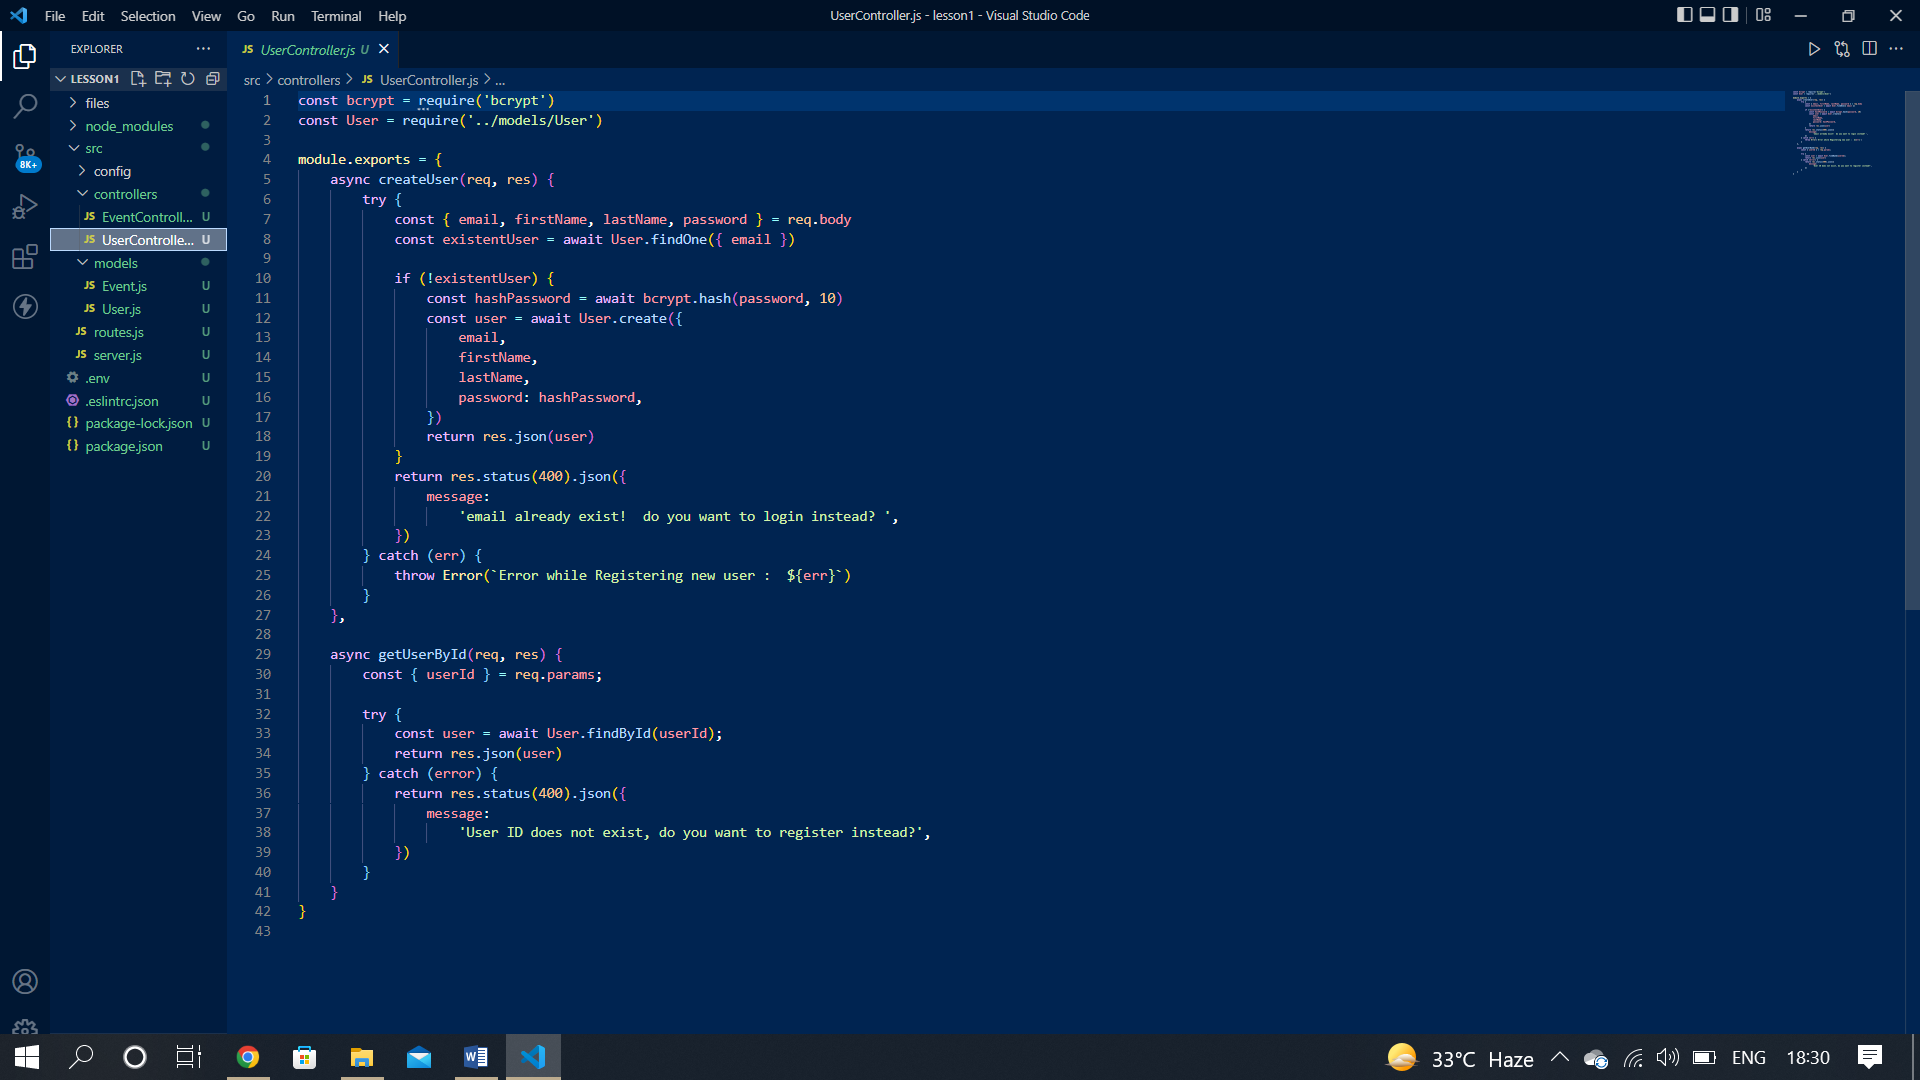 File Edit Selection View Go Run Terminal Help
UserController.js - lesson1 - Visual Studio Code
EXPLORER
LESSON1
files
node_modules
src
config
controllers
JS EventControll... U
JS UserControlle... U
models
JS Event.js U
JS User.js U
JS routes.js U
JS server.js U
.env U
.eslintrc.json U
{} package-lock.json U
{} package.json U
8K+
JS UserController.js U
src > controllers > JS UserController.js > ...
1 const bcrypt = require('bcrypt')
2 const User = require('../models/User')
3
4 module.exports = {
5 async createUser(req, res) {
6 try {
7 const { email, firstName, lastName, password } = req.body
8 const existentUser = await User.findOne({ email })
9
10 if (!existentUser) {
11 const hashPassword = await bcrypt.hash(password, 10)
12 const user = await User.create({
13 email,
14 firstName,
15 lastName,
16 password: hashPassword,
17 })
18 return res.json(user)
19 }
20 return res.status(400).json({
21 message:
22 'email already exist!  do you want to login instead? ',
23 })
24 } catch (err) {
25 throw Error(`Error while Registering new user :  ${err}`)
26 }
27 },
28
29 async getUserById(req, res) {
30 const { userId } = req.params;
31
32 try {
33 const user = await User.findById(userId);
34 return res.json(user)
35 } catch (error) {
36 return res.status(400).json({
37 message:
38 'User ID does not exist, do you want to register instead?',
39 })
40 }
41 }
42 }
43
33°C Haze ENG 18:30